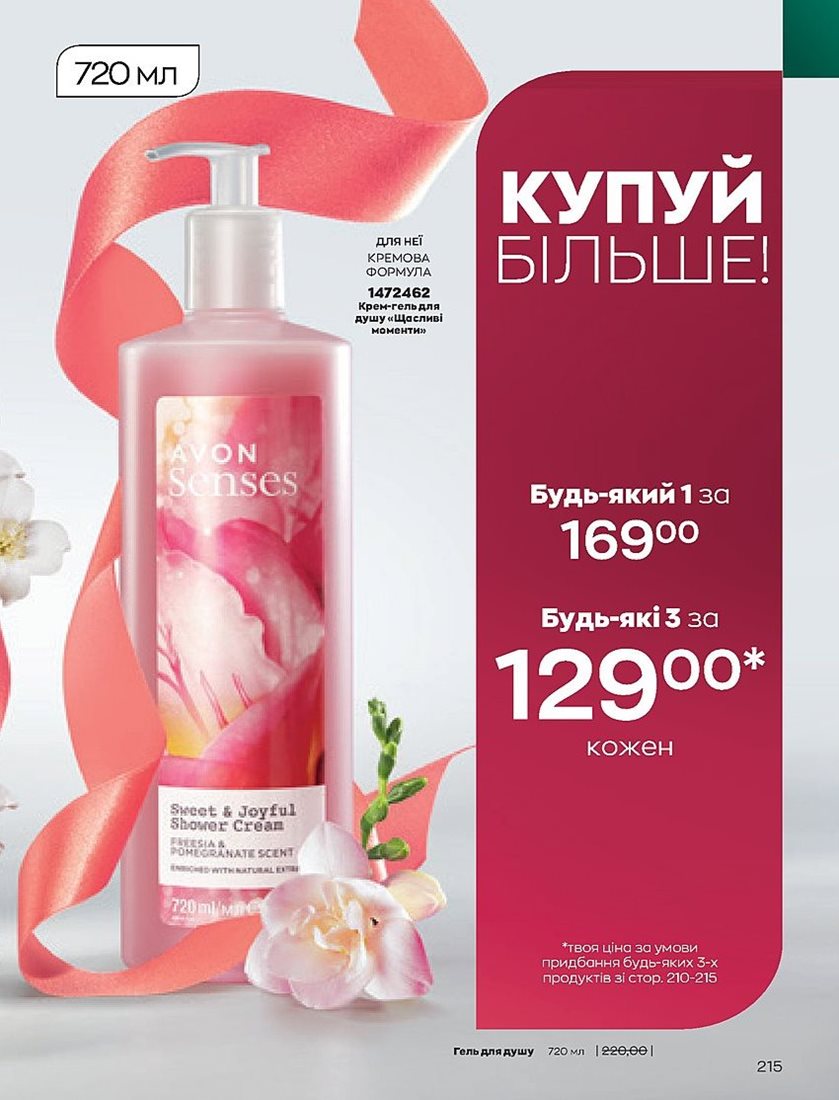 720 мл
ДЛЯ НЕЇ
КРЕМОВА
ФОРМУЛА
1472462
Крем-гель для
душу «Щасливі
моменти»
КУПУЙ
БІЛЬШЕ!
Будь-який 1 за
169⁰⁰
Будь-які 3 за
129⁰⁰*
кожен
*твоя ціна за умови
придбання будь-яких 3-х
продуктів зі стор. 210-215
AVON
Senses
Sweet & Joyful
Shower Cream
FREESIA &
POMEGRANATE SCENT
ENRICHED WITH NATURAL
720 ml/мл
Гель для душу 720 мл | 220,00 |
215